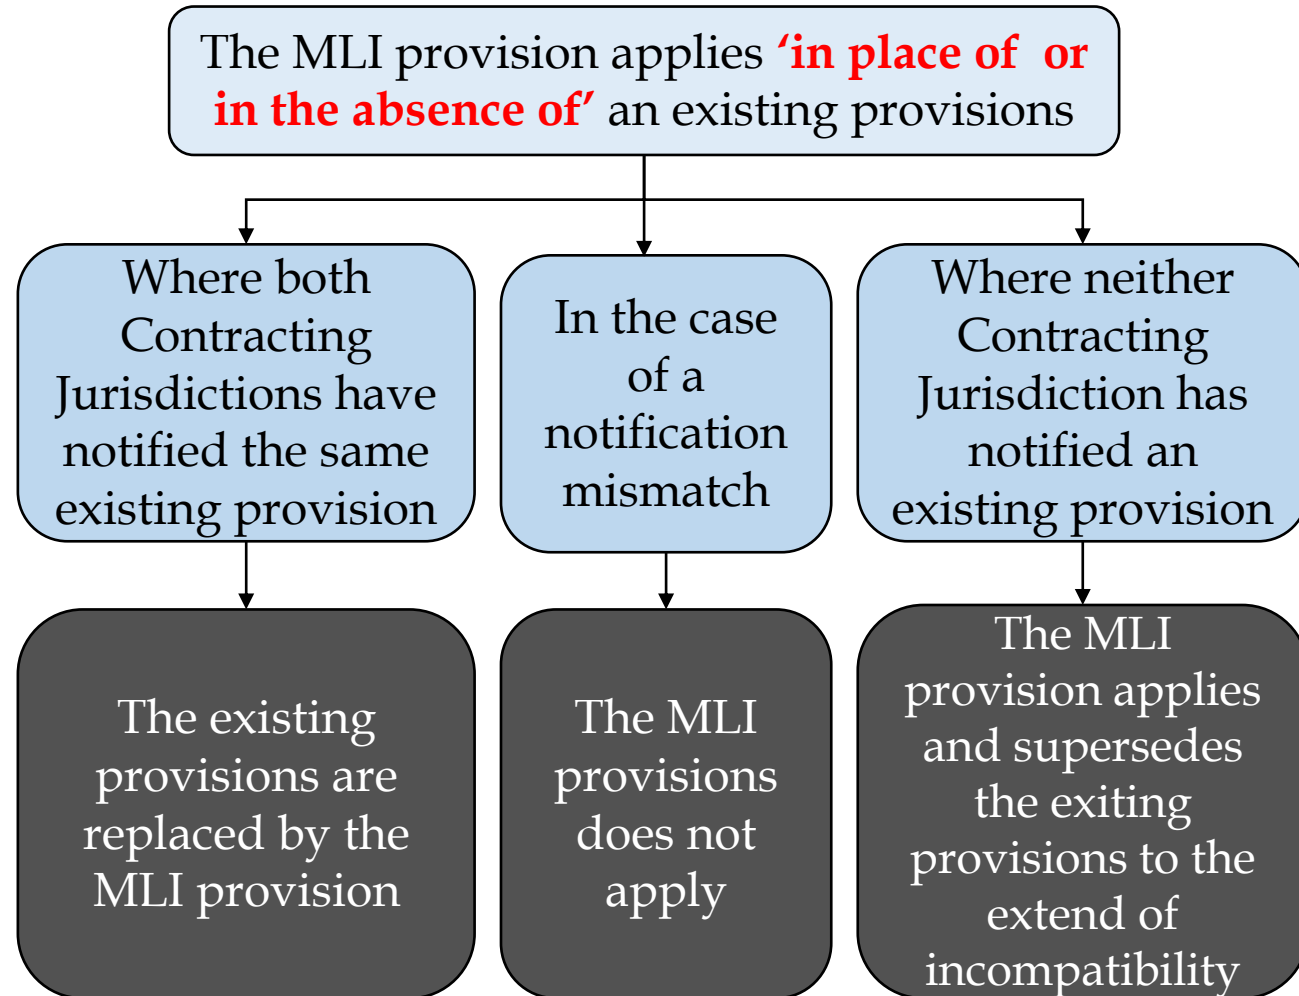 The MLI provision applies ‘in place of or
in the absence of’ an existing provisions
Where both
Contracting
Jurisdictions have
notified the same
existing provision
In the case
of a
notification
mismatch
Where neither
Contracting
Jurisdiction has
notified an
existing provision
The existing
provisions are
replaced by the
MLI provision
The MLI
provisions
does not
apply
The MLI
provision applies
and supersedes
the exiting
provisions to the
extend of
incompatibility